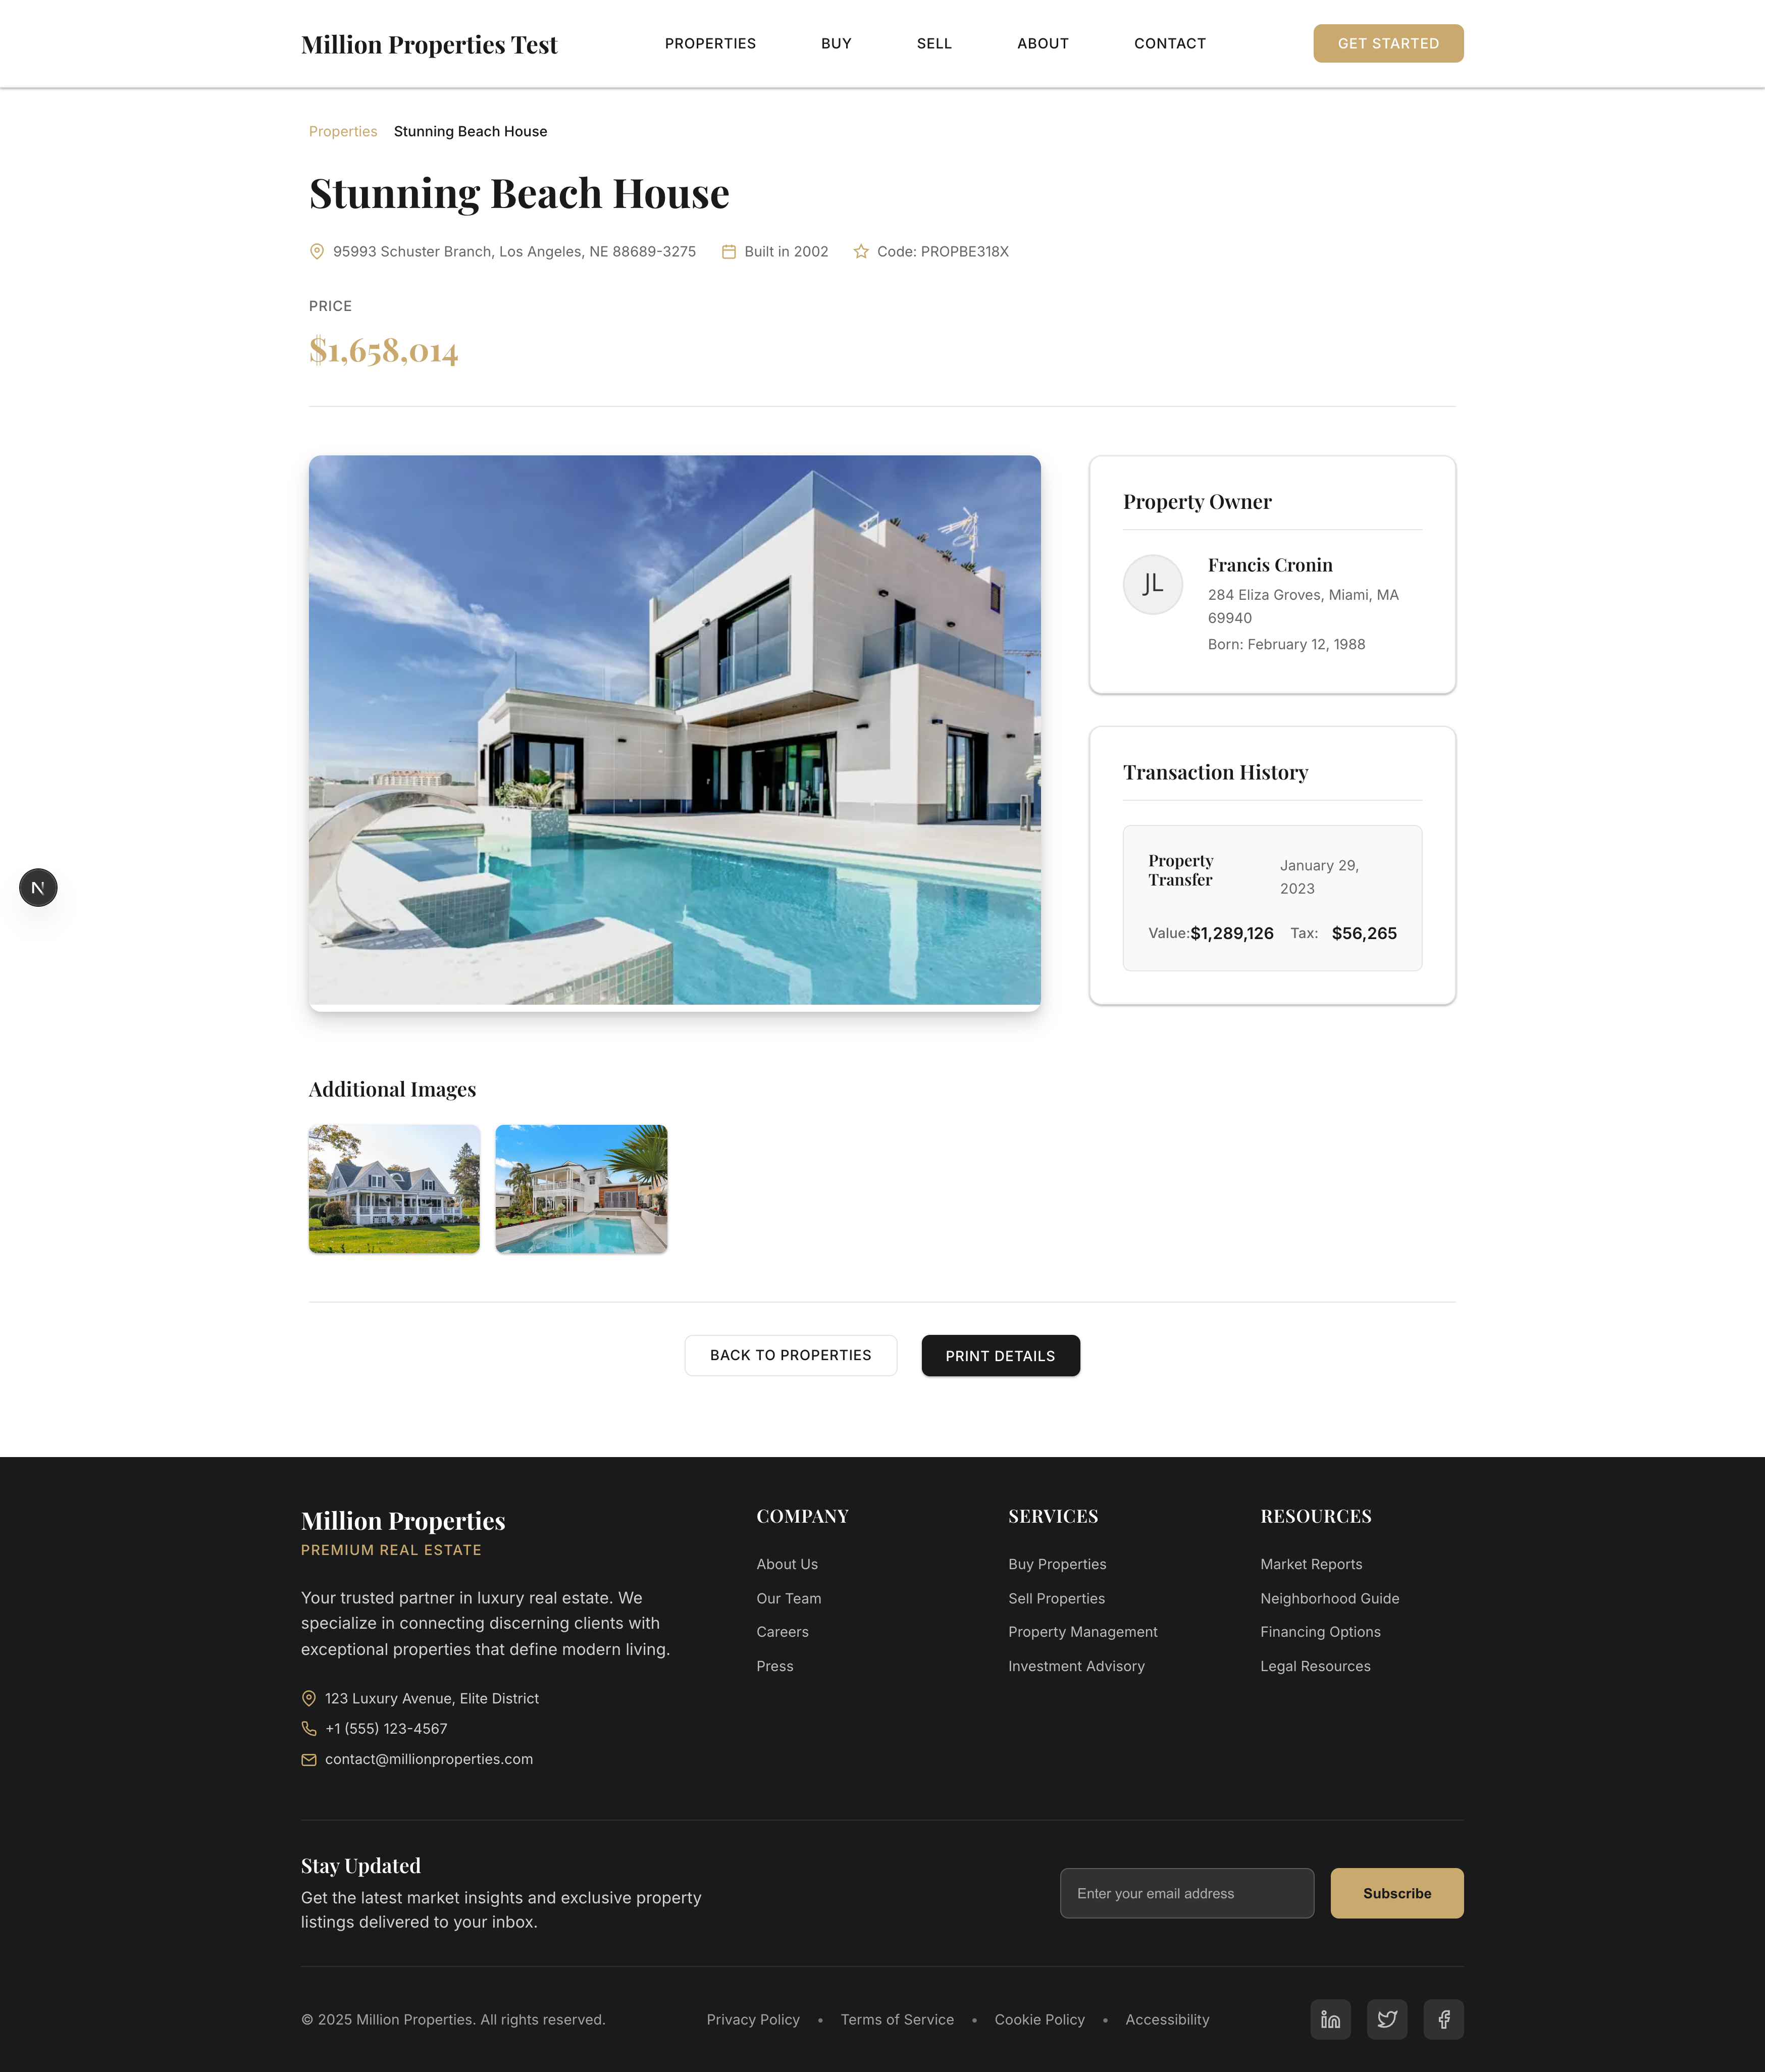 Million Properties Test
PROPERTIES
BUY
SELL
ABOUT
CONTACT
GET STARTED
Properties
Stunning Beach House
Stunning Beach House
95993 Schuster Branch, Los Angeles, NE 88689-3275
Built in 2002
Code: PROPBE318X
PRICE
$1,658,014
Property Owner
JL
Francis Cronin
284 Eliza Groves, Miami, MA
69940
Born: February 12, 1988
Transaction History
Property
Transfer
January 29,
2023
Value:$1,289,126
Tax: $56,265
N
Additional Images
BACK TO PROPERTIES
PRINT DETAILS
Million Properties
PREMIUM REAL ESTATE
Your trusted partner in luxury real estate. We
specialize in connecting discerning clients with
exceptional properties that define modern living.
123 Luxury Avenue, Elite District
+1 (555) 123-4567
contact@millionproperties.com
COMPANY
About Us
Our Team
Careers
Press
SERVICES
Buy Properties
Sell Properties
Property Management
Investment Advisory
RESOURCES
Market Reports
Neighborhood Guide
Financing Options
Legal Resources
Stay Updated
Get the latest market insights and exclusive property
listings delivered to your inbox.
Enter your email address
Subscribe
© 2025 Million Properties. All rights reserved.
Privacy Policy • Terms of Service • Cookie Policy • Accessibility